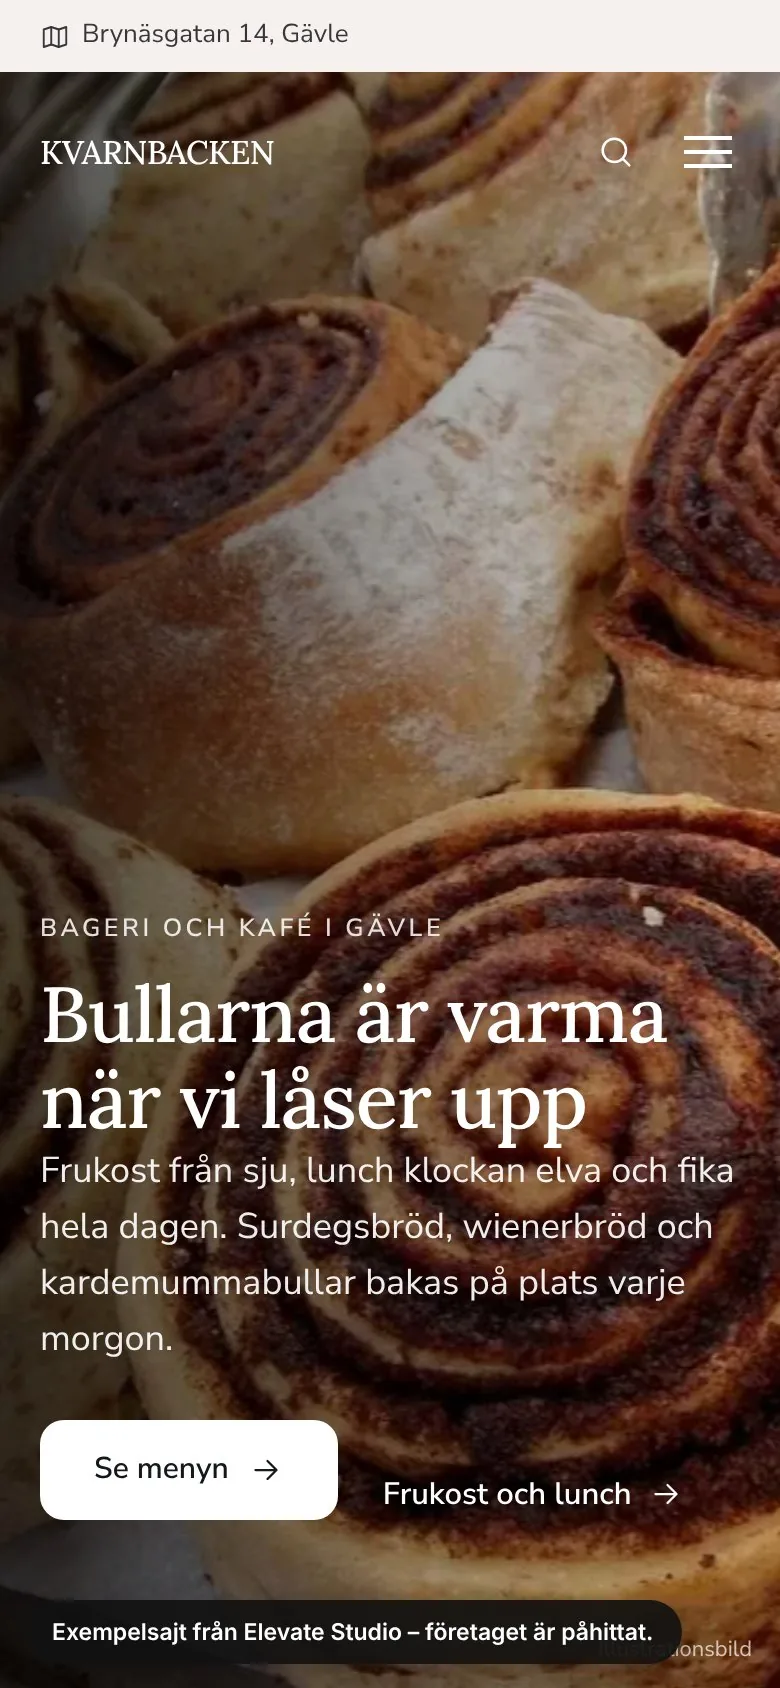 Brynäsgatan 14, Gävle
KVARNBACKEN
BAGERI OCH KAFÉ I GÄVLE
Bullarna är varma
när vi låser upp
Frukost från sju, lunch klockan elva och fika
hela dagen. Surdegsbröd, wienerbröd och
kardemummabullar bakas på plats varje
morgon.
Se menyn
Frukost och lunch
Exempelsajt från Elevate Studio – företaget är påhittat.
Illustrationsbild